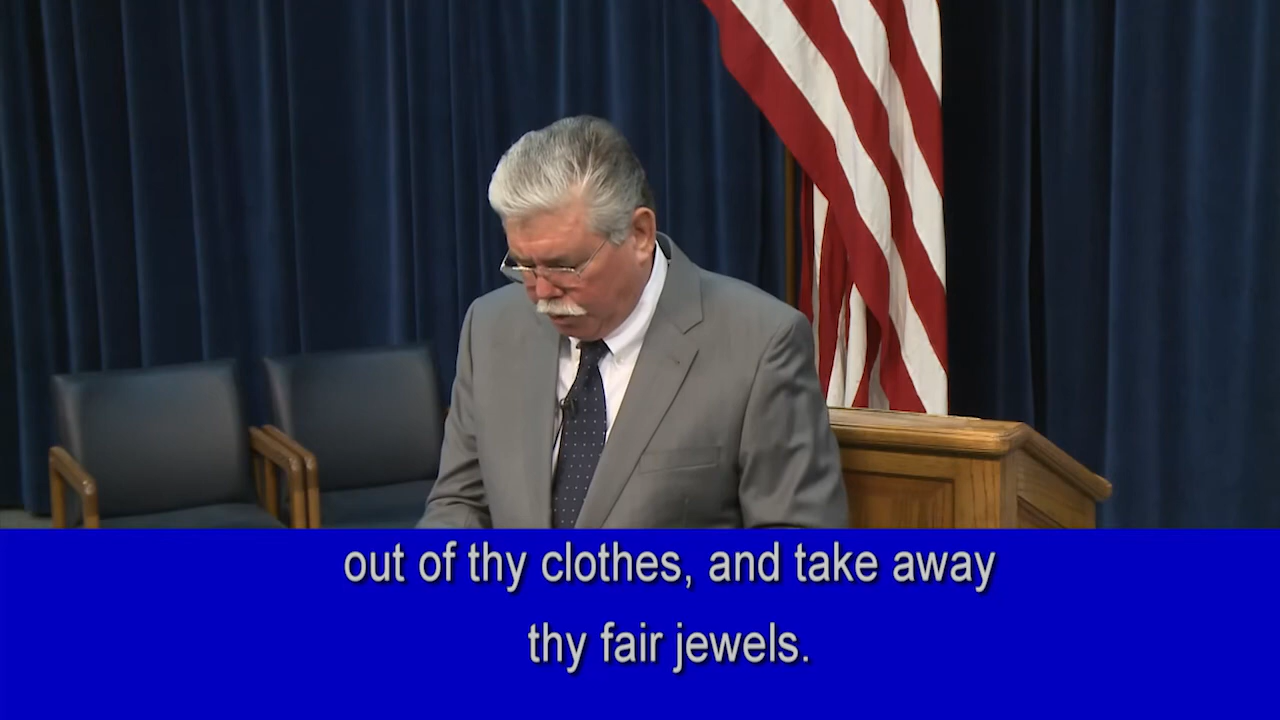 out of thy clothes, and take away
thy fair jewels.